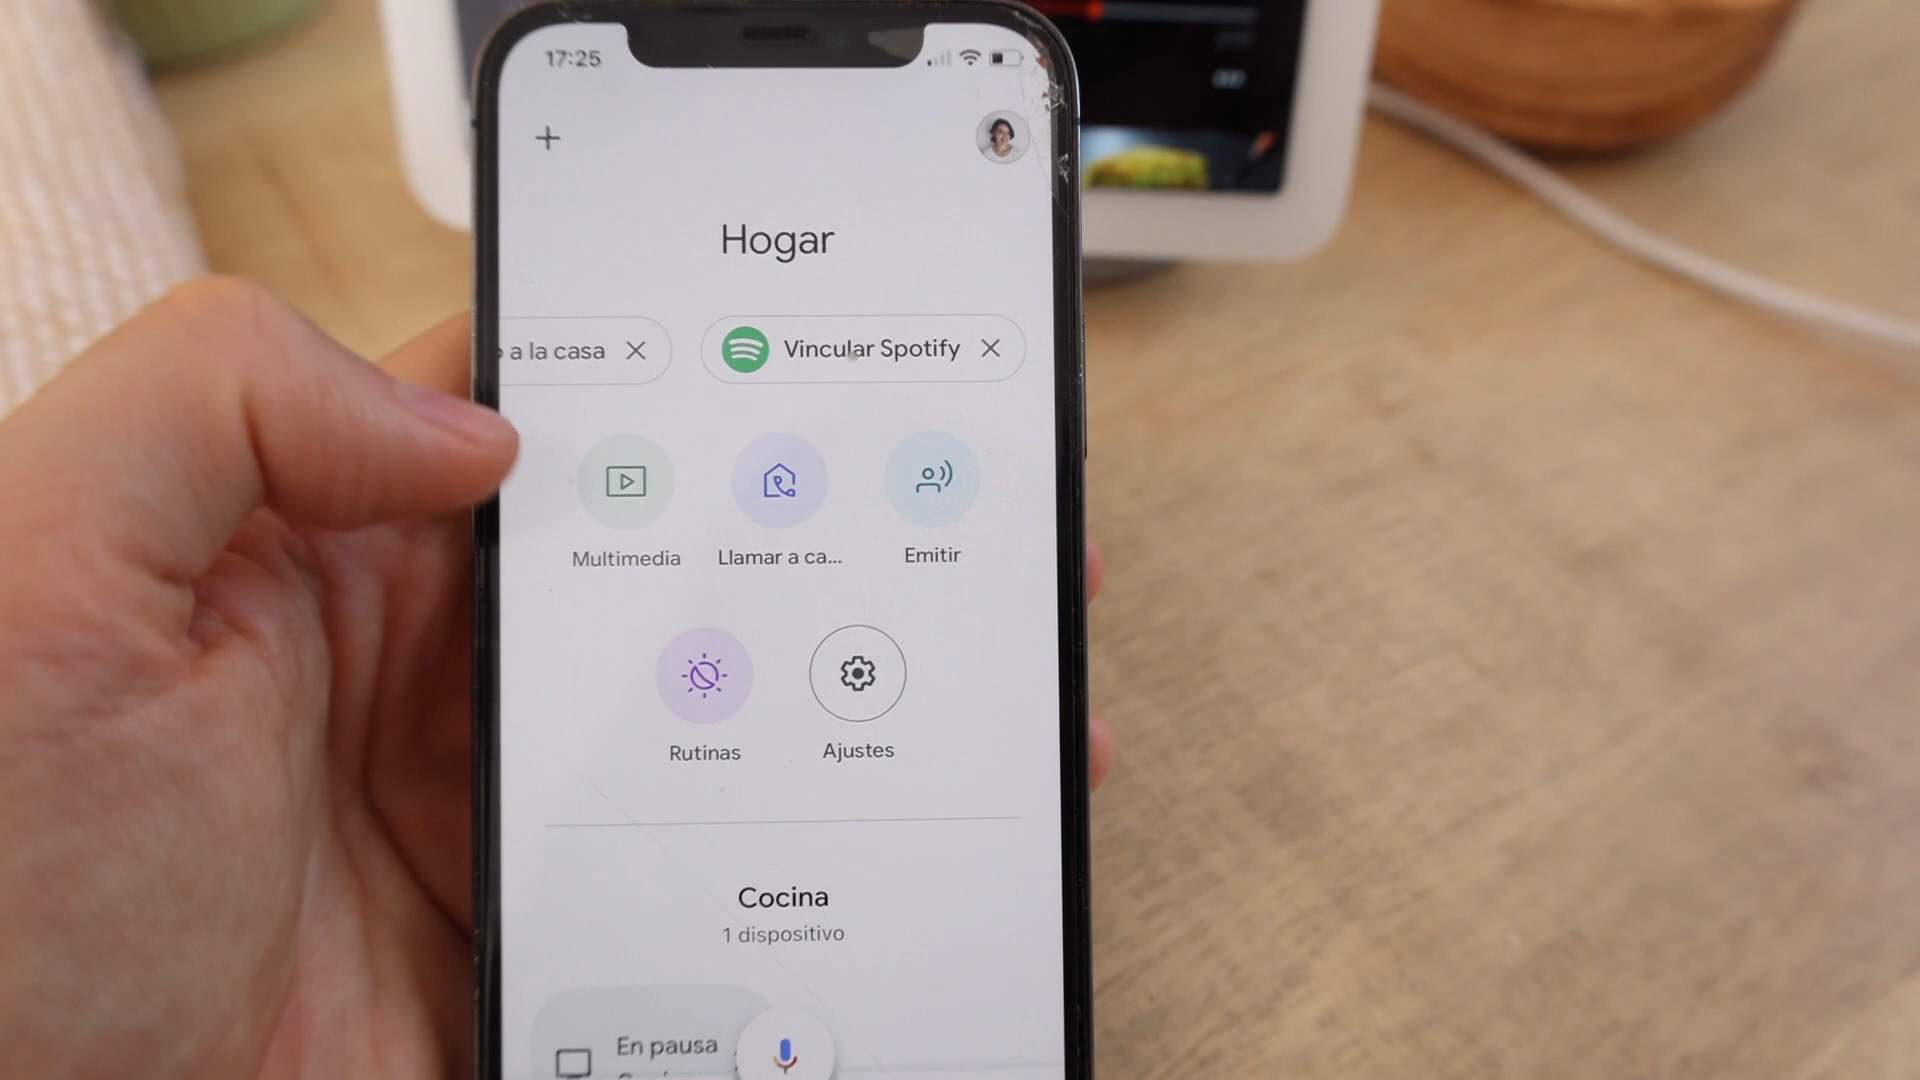 17:25
Hogar
a la casa
Vincular Spotify
Multimedia
Llamar a ca...
Emitir
Rutinas
Ajustes
Cocina
1 dispositivo
En pausa